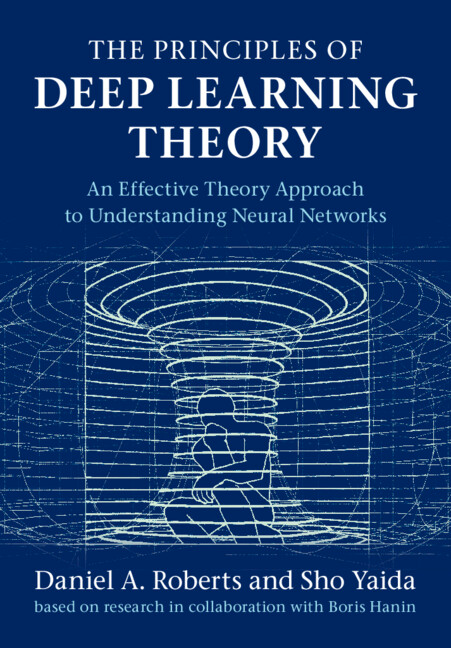 THE PRINCIPLES OF
DEEP LEARNING
THEORY
An Effective Theory Approach
to Understanding Neural Networks
Daniel A. Roberts and Sho Yaida
based on research in collaboration with Boris Hanin